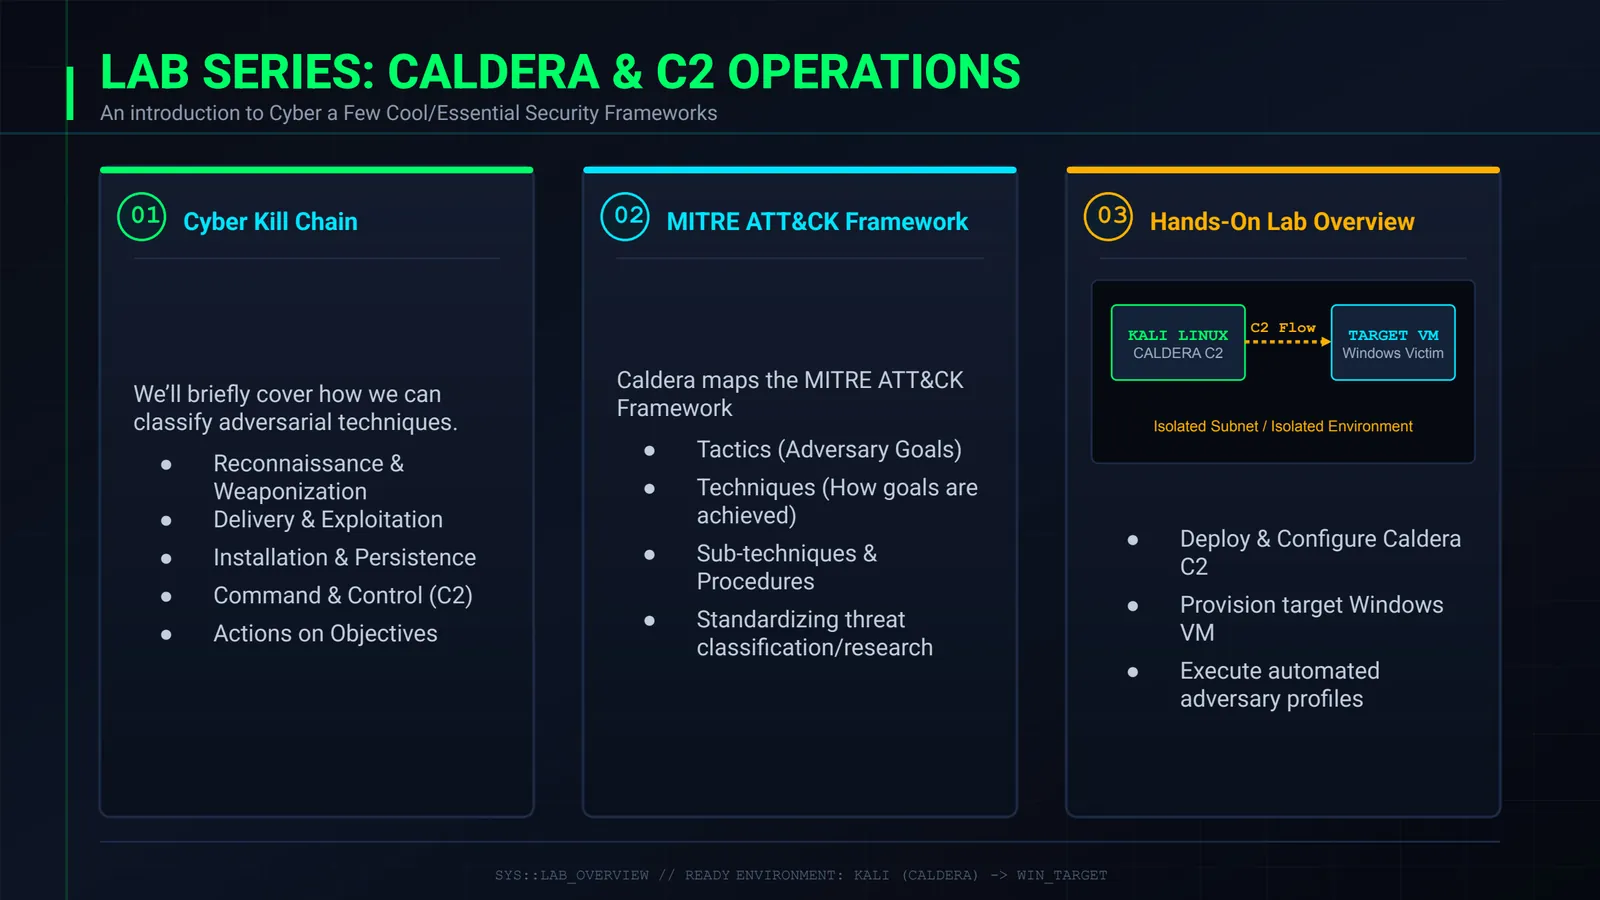 LAB SERIES: CALDERA & C2 OPERATIONS
An introduction to Cyber a Few Cool/Essential Security Frameworks
01 Cyber Kill Chain
We’ll briefly cover how we can
classify adversarial techniques.
● Reconnaissance &
Weaponization
● Delivery & Exploitation
● Installation & Persistence
● Command & Control (C2)
● Actions on Objectives
02 MITRE ATT&CK Framework
Caldera maps the MITRE ATT&CK
Framework
● Tactics (Adversary Goals)
● Techniques (How goals are
achieved)
● Sub-techniques &
Procedures
● Standardizing threat
classification/research
03 Hands-On Lab Overview
KALI LINUX
CALDERA C2
C2 Flow
TARGET VM
Windows Victim
Isolated Subnet / Isolated Environment
● Deploy & Configure Caldera
C2
● Provision target Windows
VM
● Execute automated
adversary profiles
SYS::LAB_OVERVIEW // READY ENVIRONMENT: KALI (CALDERA) -> WIN_TARGET